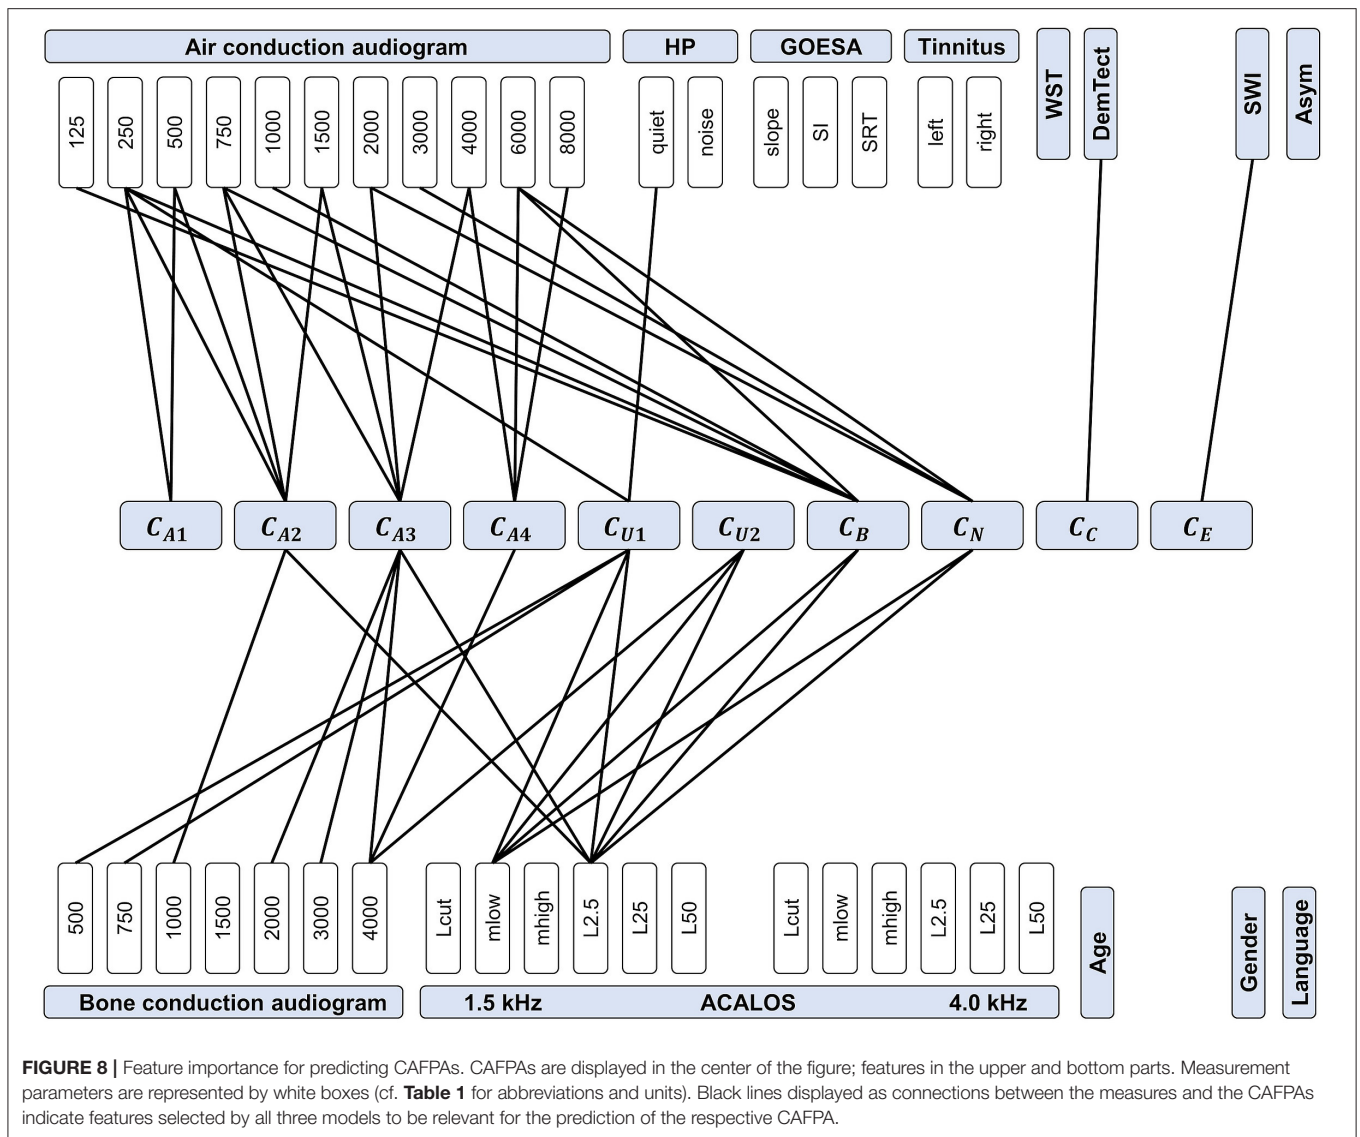 Air conduction audiogram HP GOESA Tinnitus WST DemTect SWI Asym
125 250 500 750 1000 1500 2000 3000 4000 6000 8000 quiet noise slope SI SRT left right
C_A1 C_A2 C_A3 C_A4 C_U1 C_U2 C_B C_N C_C C_E
500 750 1000 1500 2000 3000 4000 Lcut mlow mhigh L2.5 L25 L50 Lcut mlow mhigh L2.5 L25 L50 Age Gender Language
Bone conduction audiogram 1.5 kHz ACALOS 4.0 kHz
FIGURE 8 | Feature importance for predicting CAFPAs. CAFPAs are displayed in the center of the figure; features in the upper and bottom parts. Measurement
parameters are represented by white boxes (cf. Table 1 for abbreviations and units). Black lines displayed as connections between the measures and the CAFPAs
indicate features selected by all three models to be relevant for the prediction of the respective CAFPA.